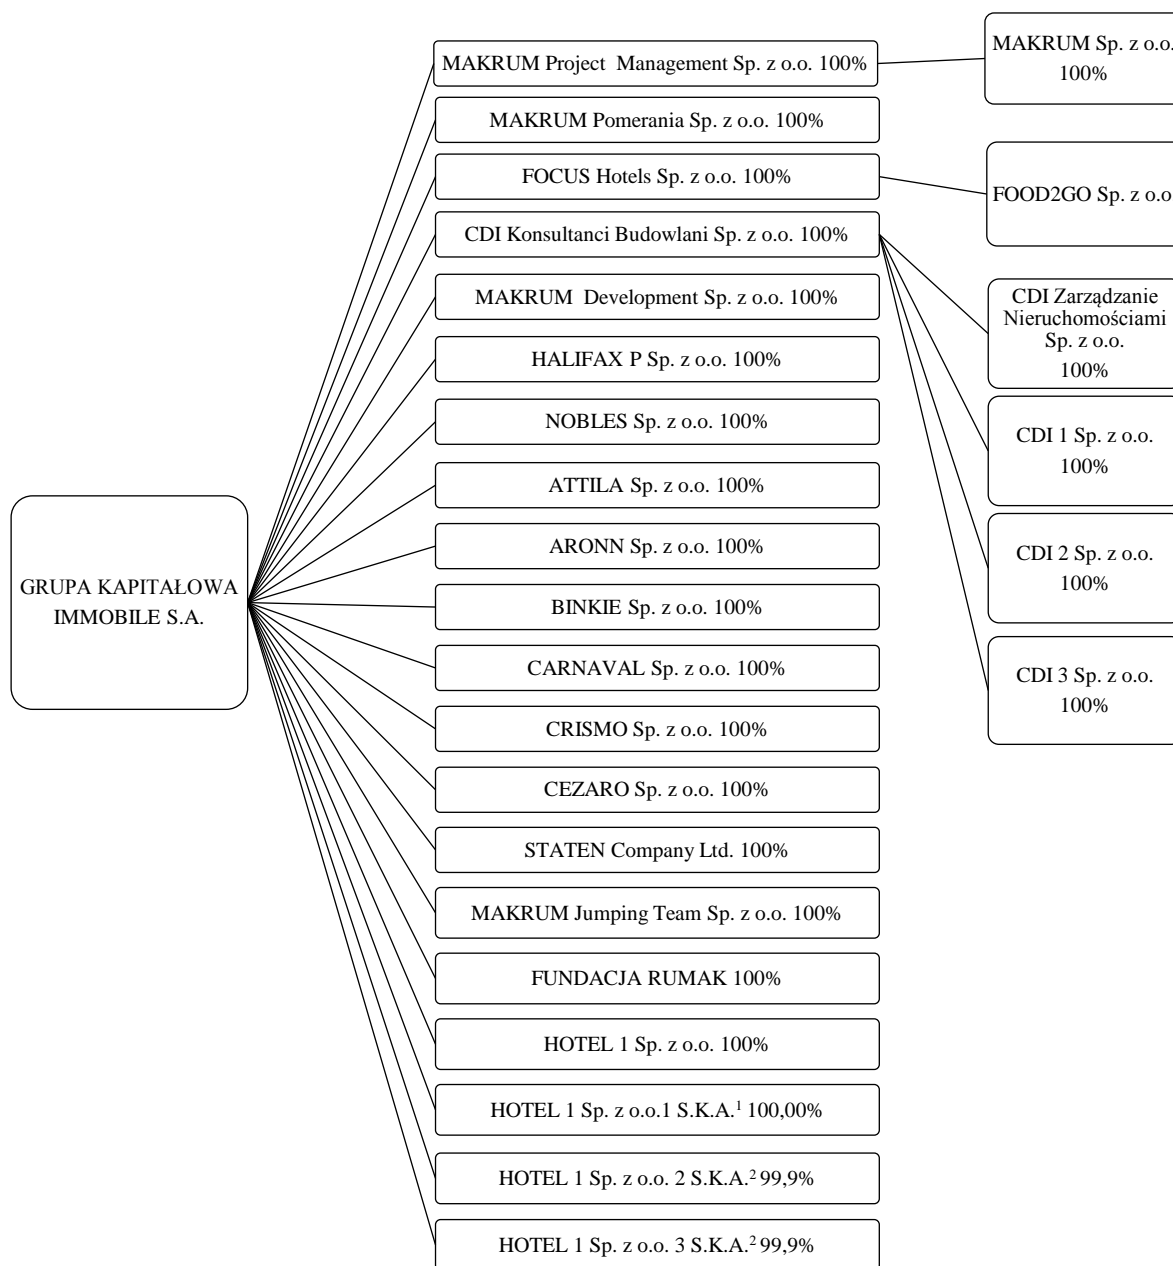 GRUPA KAPITAŁOWA
IMMOBILE S.A.
MAKRUM Project Management Sp. z o.o. 100%
MAKRUM Pomerania Sp. z o.o. 100%
FOCUS Hotels Sp. z o.o. 100%
CDI Konsultanci Budowlani Sp. z o.o. 100%
MAKRUM Development Sp. z o.o. 100%
HALIFAX P Sp. z o.o. 100%
NOBLES Sp. z o.o. 100%
ATTILA Sp. z o.o. 100%
ARONN Sp. z o.o. 100%
BINKIE Sp. z o.o. 100%
CARNAVAL Sp. z o.o. 100%
CRISMO Sp. z o.o. 100%
CEZARO Sp. z o.o. 100%
STATEN Company Ltd. 100%
MAKRUM Jumping Team Sp. z o.o. 100%
FUNDACJA RUMAK 100%
HOTEL 1 Sp. z o.o. 100%
HOTEL 1 Sp. z o.o.1 S.K.A.¹ 100,00%
HOTEL 1 Sp. z o.o. 2 S.K.A.² 99,9%
HOTEL 1 Sp. z o.o. 3 S.K.A.² 99,9%
MAKRUM Sp. z o.o.
100%
FOOD2GO Sp. z o.o
CDI Zarządzanie
Nieruchomościami
Sp. z o.o.
100%
CDI 1 Sp. z o.o.
100%
CDI 2 Sp. z o.o.
100%
CDI 3 Sp. z o.o.
100%